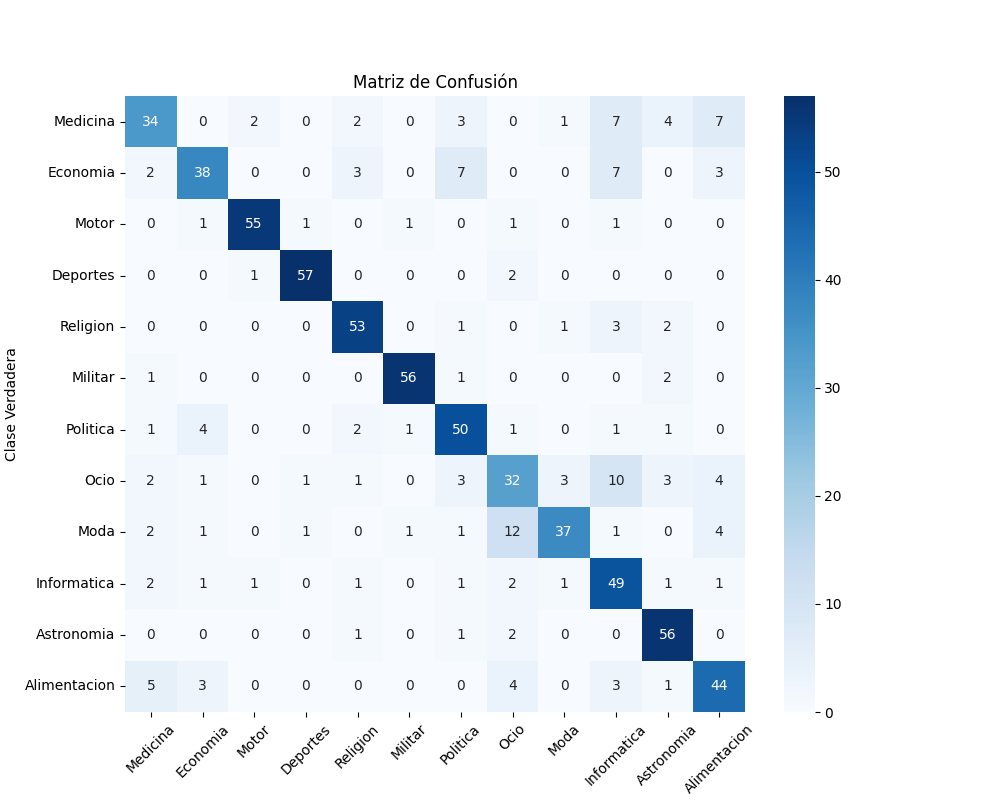 Matriz de Confusión
Clase Verdadera
Medicina 34 0 2 0 2 3 0 1 7 4 7
Economia 2 38 0 0 3 0 7 0 0 7 0 3
Motor 0 1 55 1 0 1 0 1 0 1 0 0
Deportes 0 0 1 57 0 0 0 2 0 0 0 0
Religion 0 0 0 0 53 0 1 0 1 3 2 0
Militar 1 0 0 0 0 56 1 0 0 0 2 0
Politica 1 4 0 0 2 1 50 1 0 1 1 0
Ocio 2 1 0 1 1 0 3 32 3 10 3 4
Moda 2 1 0 1 0 1 1 12 37 1 0 4
Informatica 2 1 1 0 1 0 1 2 1 49 1 1
Astronomia 0 0 0 0 1 0 1 2 0 0 56 0
Alimentacion 5 3 0 0 0 0 0 4 0 3 1 44
Medicina Economia Motor Deportes Religion Militar Politica Ocio Moda Informatica Astronomia Alimentacion
50
40
30
20
10
0